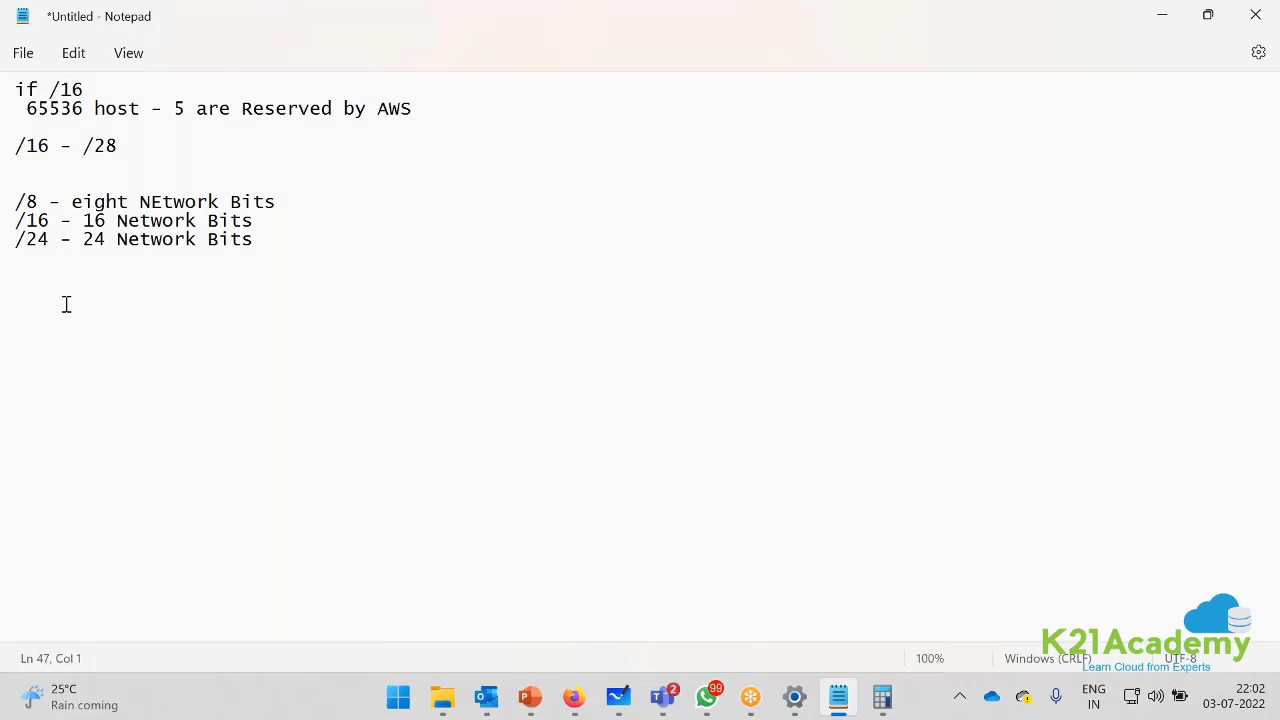 *Untitled - Notepad
File Edit View
if /16
65536 host - 5 are Reserved by AWS
/16 - /28
/8 - eight NEtwork Bits
/16 - 16 Network Bits
/24 - 24 Network Bits
K21Academy
Learn Cloud from Experts
Ln 47, Col 1 100% Windows (CRLF) UTF-8
25°C
Rain coming
2
99
ENG
IN
22:02
03-07-2022